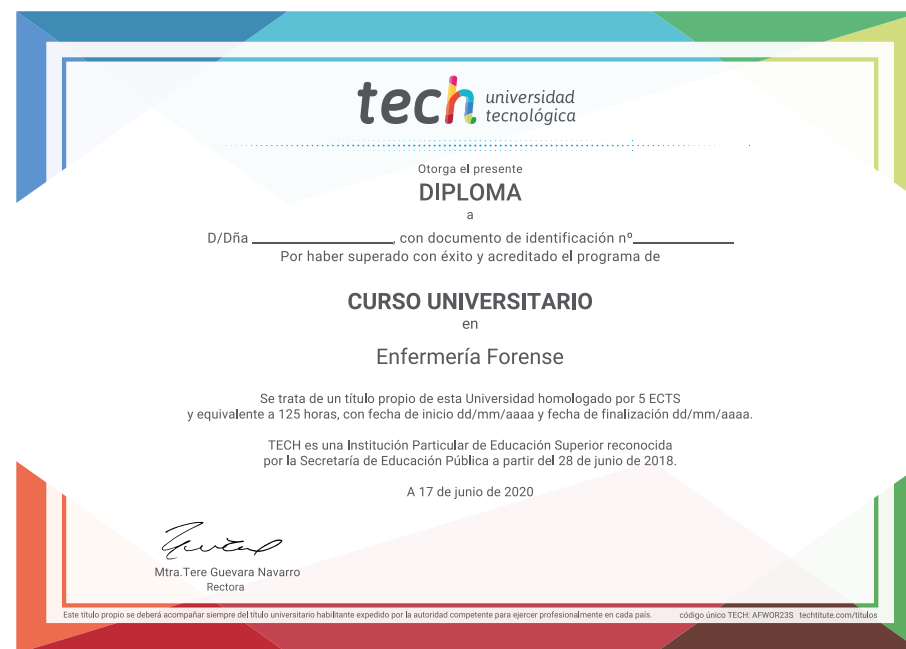 tech universidad
tecnológica
Otorga el presente
DIPLOMA
a
D/Dña ____________________, con documento de identificación nº______________
Por haber superado con éxito y acreditado el programa de
CURSO UNIVERSITARIO
en
Enfermería Forense
Se trata de un título propio de esta Universidad homologado por 5 ECTS
y equivalente a 125 horas, con fecha de inicio dd/mm/aaaa y fecha de finalización dd/mm/aaaa.
TECH es una Institución Particular de Educación Superior reconocida
por la Secretaría de Educación Pública a partir del 28 de junio de 2018.
A 17 de junio de 2020
Mtra.Tere Guevara Navarro
Rectora
Este título propio se deberá acompañar siempre del título universitario habilitante expedido por la autoridad competente para ejercer profesionalmente en cada país. código único TECH: AFWOR23S techtitute.com/titulos